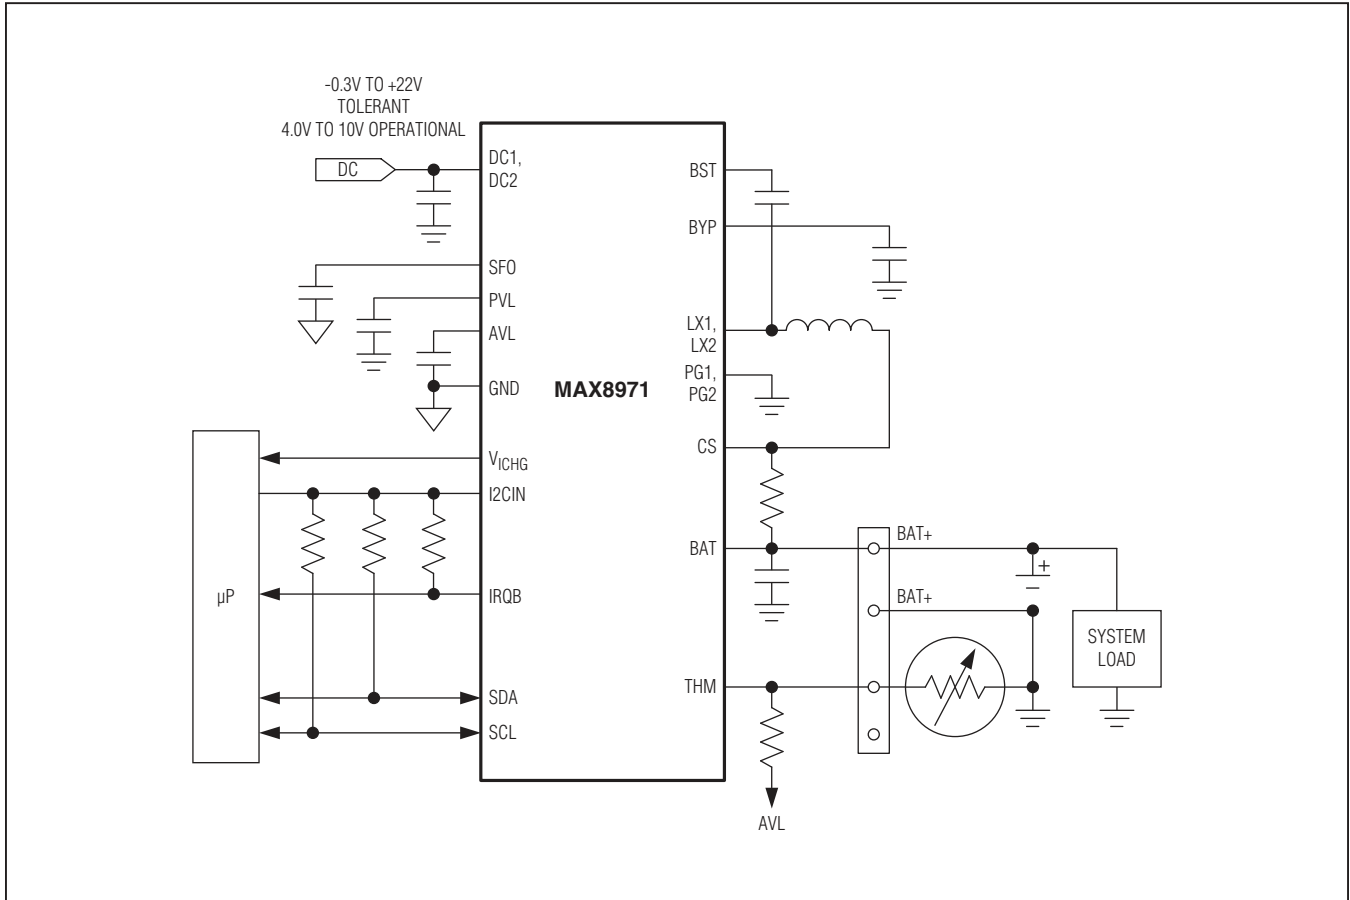 -0.3V TO +22V
TOLERANT
4.0V TO 10V OPERATIONAL
DC
DC1,
DC2
SFO
PVL
AVL
GND
VICHG
I2CIN
IRQB
SDA
SCL
µP
MAX8971
BST
BYP
LX1,
LX2
PG1,
PG2
CS
BAT
THM
AVL
BAT+
+
BAT+
SYSTEM
LOAD